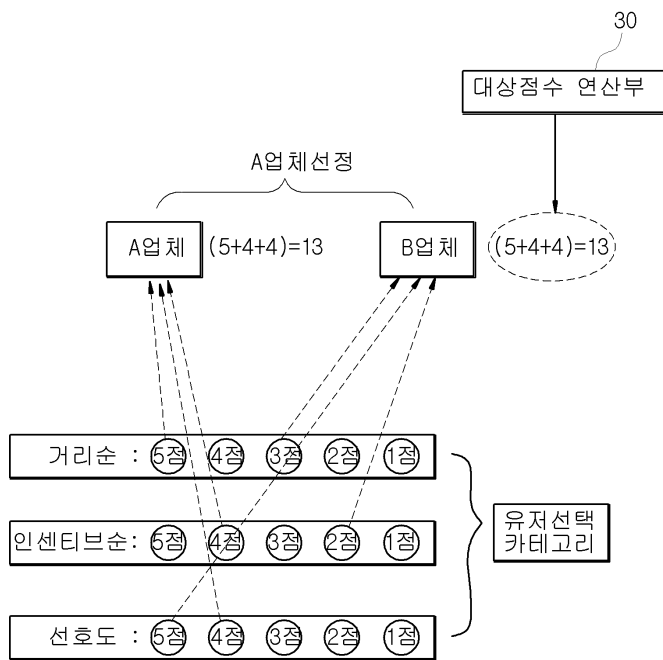 30
대상점수 연산부
A업체선정
A업체 (5+4+4)=13 B업체 (5+4+4)=13
거리순 : 5점 4점 3점 2점 1점
인센티브순: 5점 4점 3점 2점 1점
유저선택
카테고리
선호도 : 5점 4점 3점 2점 1점